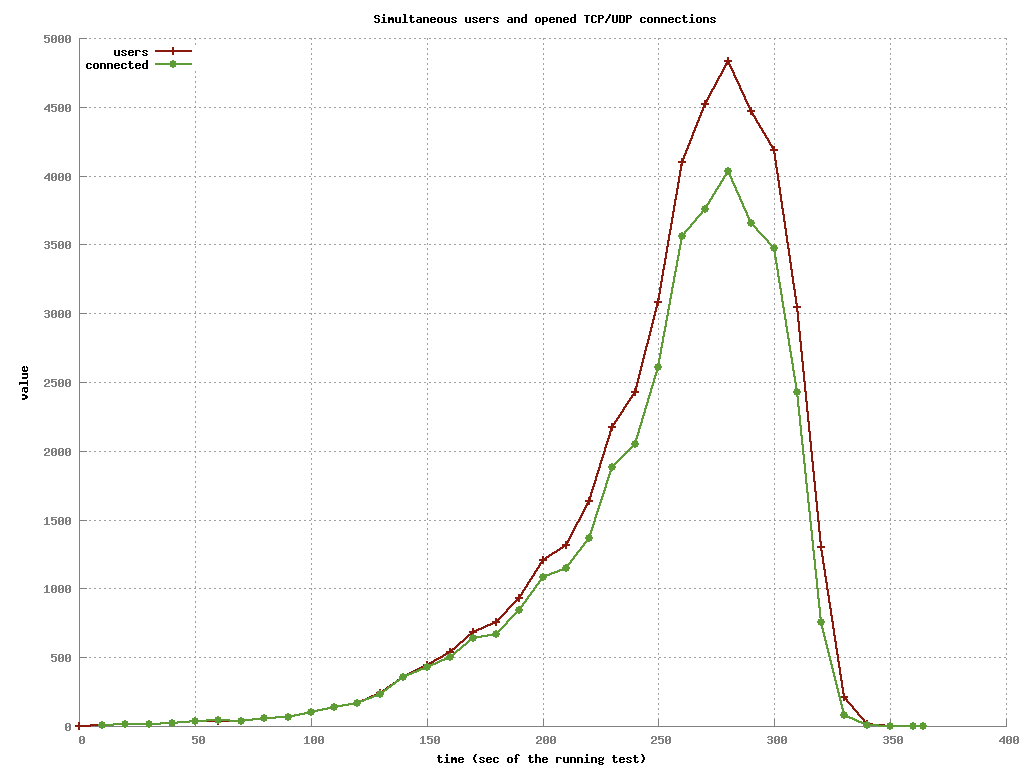 Simultaneous users and opened TCP/UDP connections
users
connected
5000
4500
4000
3500
3000
2500
2000
1500
1000
500
0
value
0 50 100 150 200 250 300 350 400
time (sec of the running test)